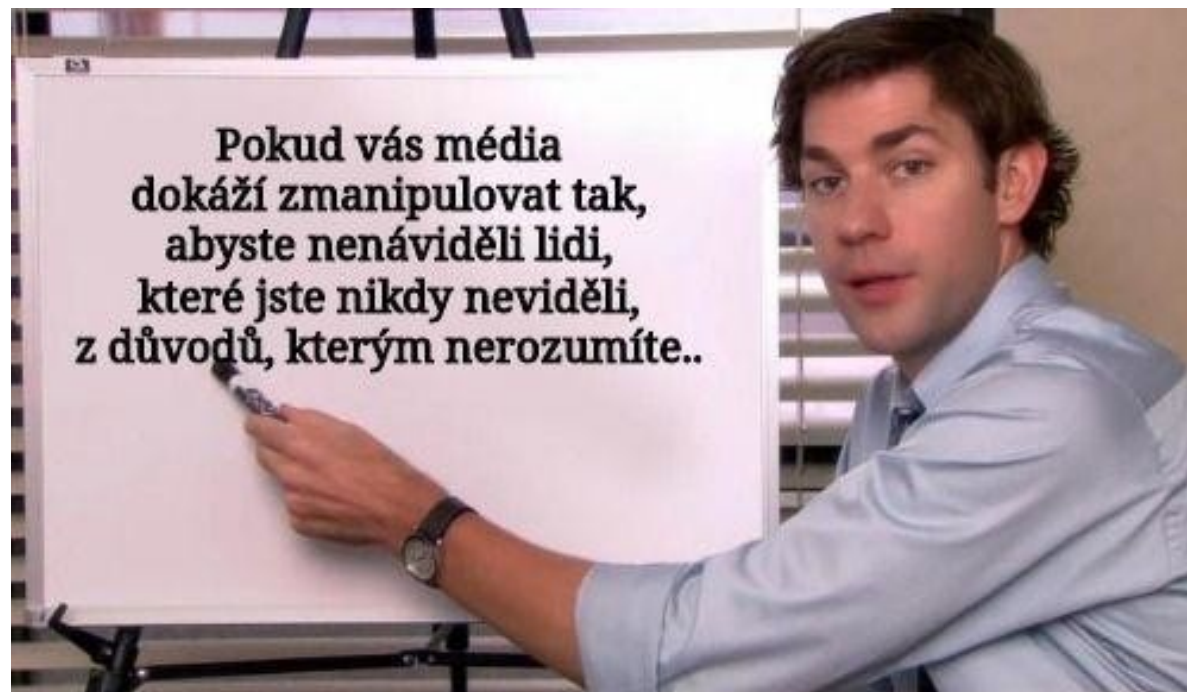 Pokud vás média
dokáží zmanipulovat tak,
abyste nenáviděli lidi,
které jste nikdy neviděli,
z důvodů, kterým nerozumíte..